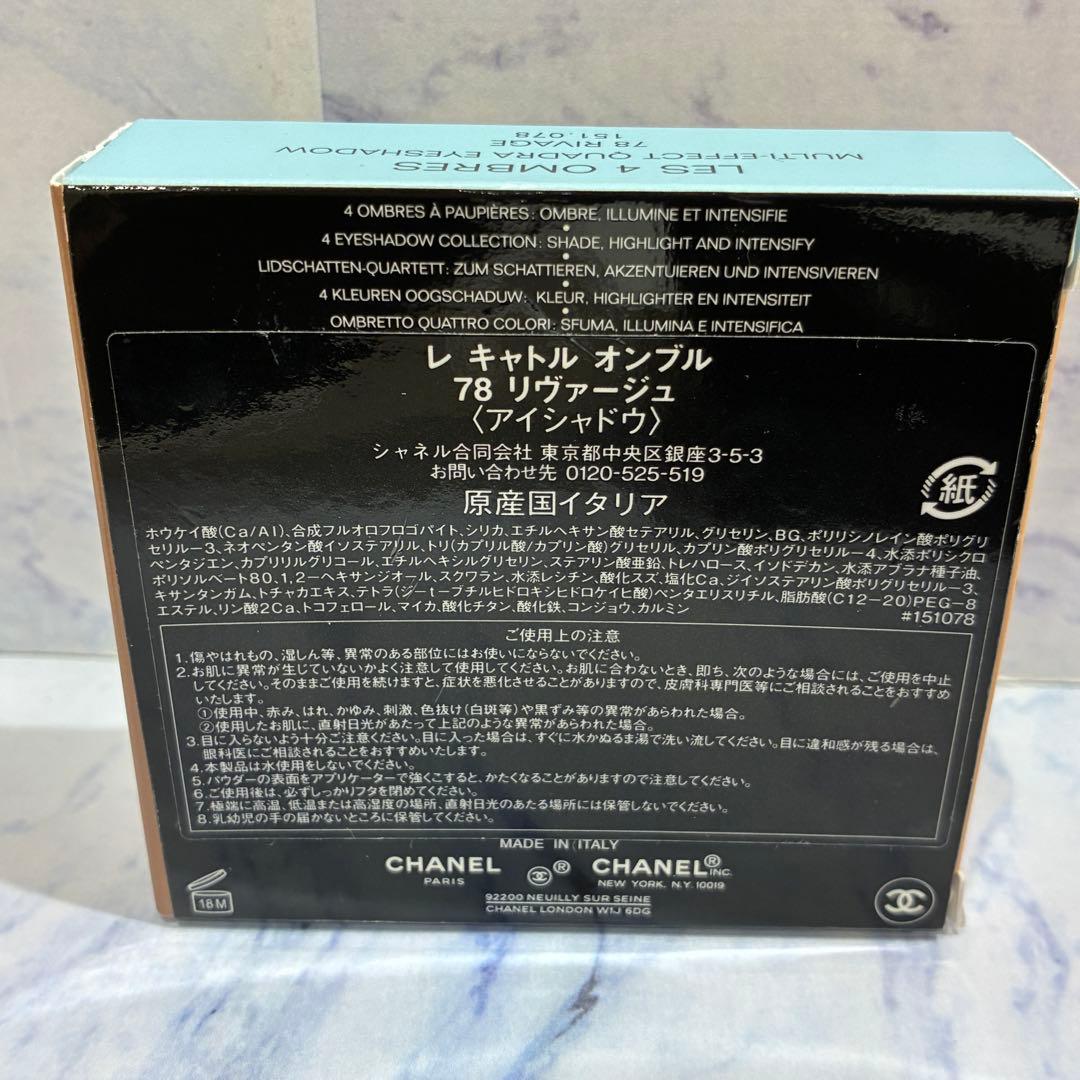 LES 4 OMBRES
MULTI-EFFECT QUADRA EYESHADOW
78 RIVAGE
151.078
4 OMBRES À PAUPIÈRES: OMBRE, ILLUMINE ET INTENSIFIE
4 EYESHADOW COLLECTION: SHADE, HIGHLIGHT AND INTENSIFY
LIDSCHATTEN-QUARTETT: ZUM SCHATTIEREN, AKZENTUIEREN UND INTENSIVIEREN
4 KLEUREN OOGSCHADUW: KLEUR, HIGHLIGHTER EN INTENSITEIT
OMBRETTO QUATTRO COLORI: SFUMA, ILLUMINA E INTENSIFICA
レ キャトル オンブル
78 リヴァージュ
〈アイシャドウ〉
シャネル合同会社 東京都中央区銀座3-5-3
お問い合わせ先 0120-525-519
原産国イタリア
紙
ホウケイ酸(Ca/Al)、合成フルオロフロゴパイト、シリカ、エチルヘキサン酸セテアリル、グリセリン、BG、ポリリシノレイン酸ポリグリ
セリルー3、ネオペンタン酸イソステアリル、トリ(カプリル酸/カプリン酸)グリセリル、カプリン酸ポリグリセリルー4、水添ポリシクロ
ペンタジエン、カプリリルグリコール、エチルヘキシルグリセリン、ステアリン酸亜鉛、トレハロース、イソドデカン、水添アブラナ種子油、
ポリソルベート80、1,2-ヘキサンジオール、スクワラン、水添レシチン、酸化スズ、塩化Ca、ジイソステアリン酸ポリグリセリルー3、
キサンタンガム、トチャカエキス、テトラ(ジーtーブチルヒドロキシヒドロケイヒ酸)ペンタエリスリチル、脂肪酸(C12-20)PEG-8
エステル、リン酸2Ca、トコフェロール、マイカ、酸化チタン、酸化鉄、コンジョウ、カルミン
#151078
ご使用上の注意
1. 傷やはれもの、湿しん等、異常のある部位にはお使いにならないでください。
2. お肌に異常が生じていないかよく注意して使用してください。お肌に合わないとき、即ち、次のような場合には、ご使用を中止
してください。そのままご使用を続けますと、症状を悪化させることがありますので、皮膚科専門医等にご相談されることをおすすめ
いたします。
①使用中、赤み、はれ、かゆみ、刺激、色抜け(白斑等)や黒ずみ等の異常があらわれた場合。
②使用したお肌に、直射日光があたって上記のような異常があらわれた場合。
3. 目に入らないよう十分ご注意ください。目に入った場合は、すぐに水かぬるま湯で洗い流してください。目に違和感が残る場合は、
眼科医にご相談されることをおすすめいたします。
4. 本製品は水使用をしないでください。
5. パウダーの表面をアプリケーターで強くこすると、かたくなることがありますので注意してください。
6. ご使用後は、必ずしっかりフタを閉めてください。
7. 極端に高温、低温または高湿度の場所、直射日光のあたる場所には保管しないでください。
8. 乳幼児の手の届かないところに保管してください。
MADE IN ITALY
CHANEL ® CHANEL® INC.
PARIS NEW YORK. N.Y. 10019
92200 NEUILLY SUR SEINE
CHANEL LONDON W1J 6DG
18M